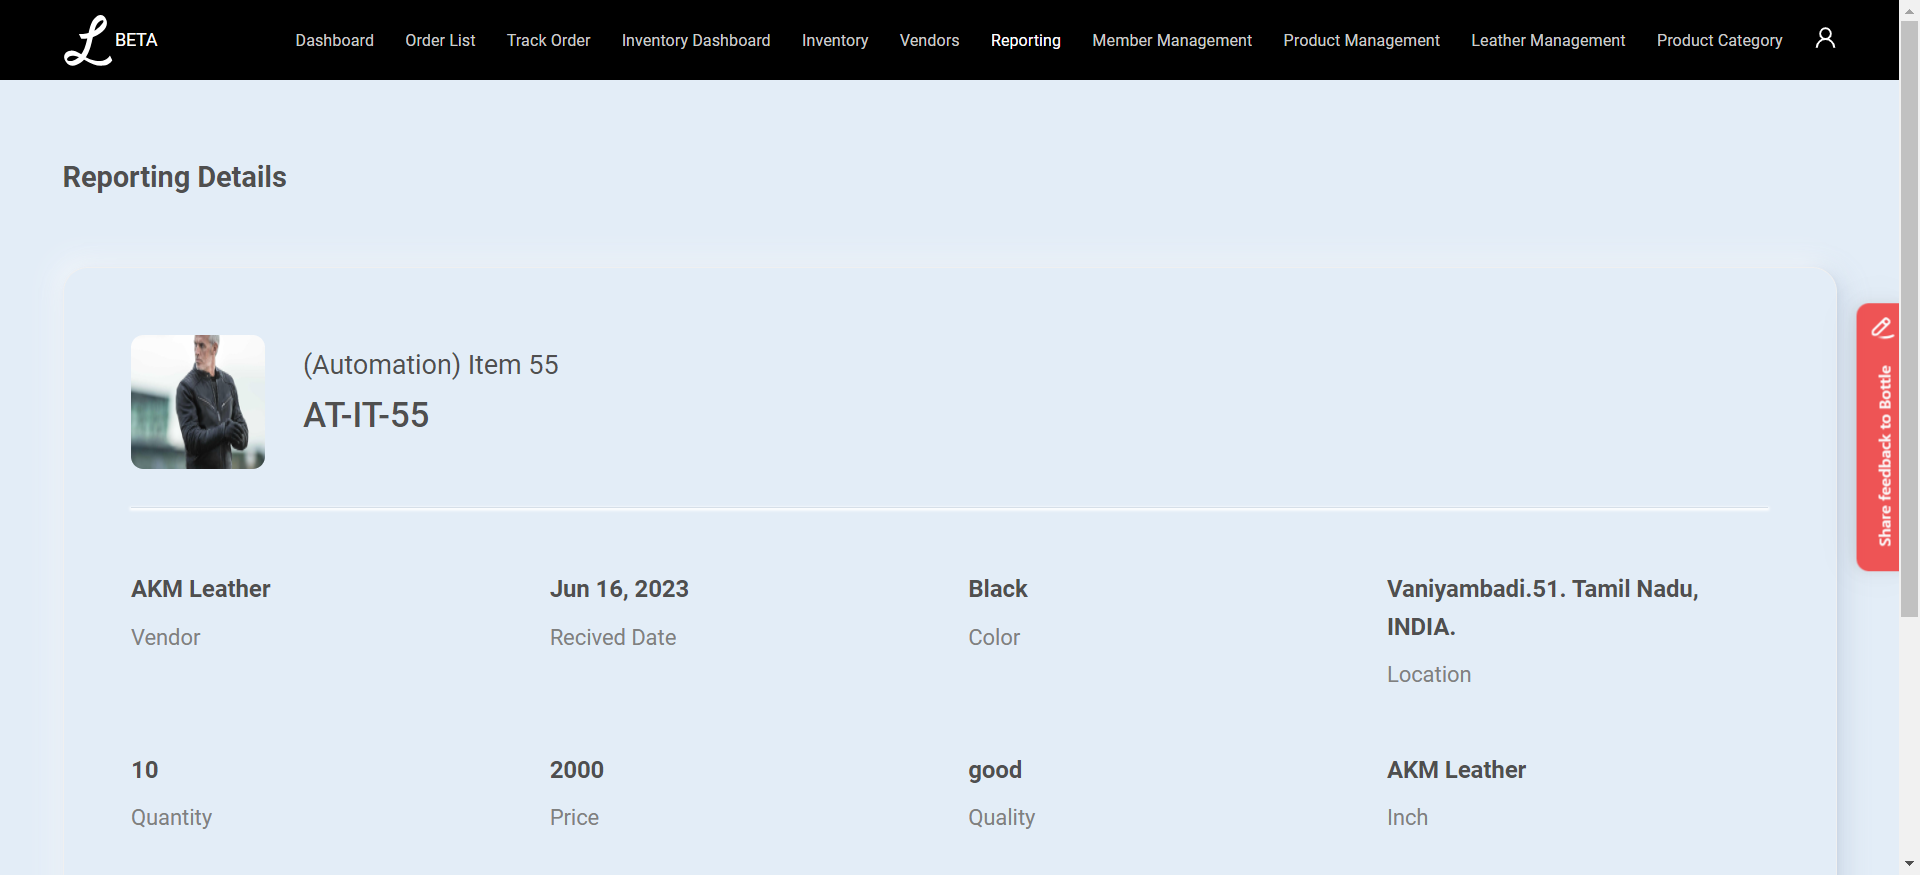 L BETA
Dashboard Order List Track Order Inventory Dashboard Inventory Vendors Reporting Member Management Product Management Leather Management Product Category
Reporting Details
(Automation) Item 55
AT-IT-55
AKM Leather
Vendor
Jun 16, 2023
Recived Date
Black
Color
Vaniyambadi.51. Tamil Nadu,
INDIA.
Location
10
Quantity
2000
Price
good
Quality
AKM Leather
Inch
Share feedback to Bottle